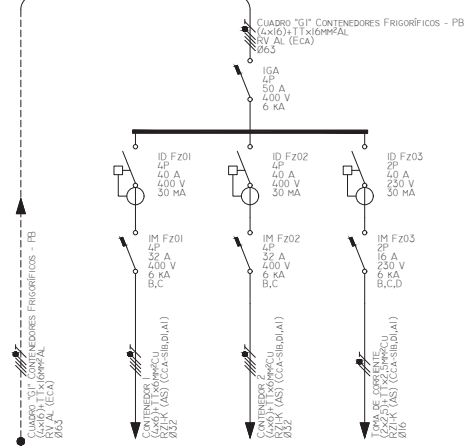 CUADRO "G1" CONTENEDORES FRIGORÍFICOS - PB
(4x16)+TTx16MM²AL
RV AL (ECA)
Ø63
IGA
4P
50 A
400 V
6 KA
ID FZ01
4P
40 A
400 V
30 MA
ID FZ02
4P
40 A
400 V
30 MA
ID FZ03
2P
40 A
230 V
30 MA
IM FZ01
4P
32 A
400 V
6 KA
B,C
IM FZ02
4P
32 A
400 V
6 KA
B,C
IM FZ03
2P
16 A
230 V
6 KA
B,C,D
CUADRO "G1" CONTENEDORES FRIGORÍFICOS - PB
(4x16)+TTx16MM²AL
RV AL (ECA)
Ø63
CONTENEDOR 1
(4x6)+TTx6MM²CU
RZ1-K (AS) (CCA-S1B,D1,A1)
Ø32
CONTENEDOR 2
(4x6)+TTx6MM²CU
RZ1-K (AS) (CCA-S1B,D1,A1)
Ø32
TOMA DE CORRIENTE
(2x2,5)+TTx2,5MM²CU
RZ1-K (AS) (CCA-S1B,D1,A1)
Ø16